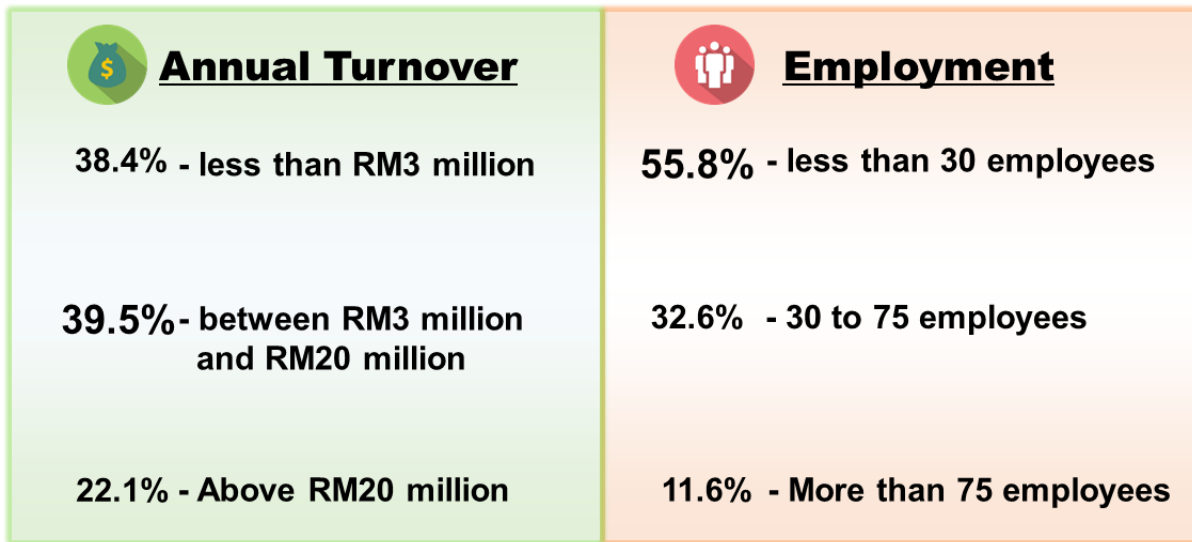 $
Annual Turnover
38.4% - less than RM3 million
39.5% - between RM3 million
and RM20 million
22.1% - Above RM20 million
Employment
55.8% - less than 30 employees
32.6% - 30 to 75 employees
11.6% - More than 75 employees